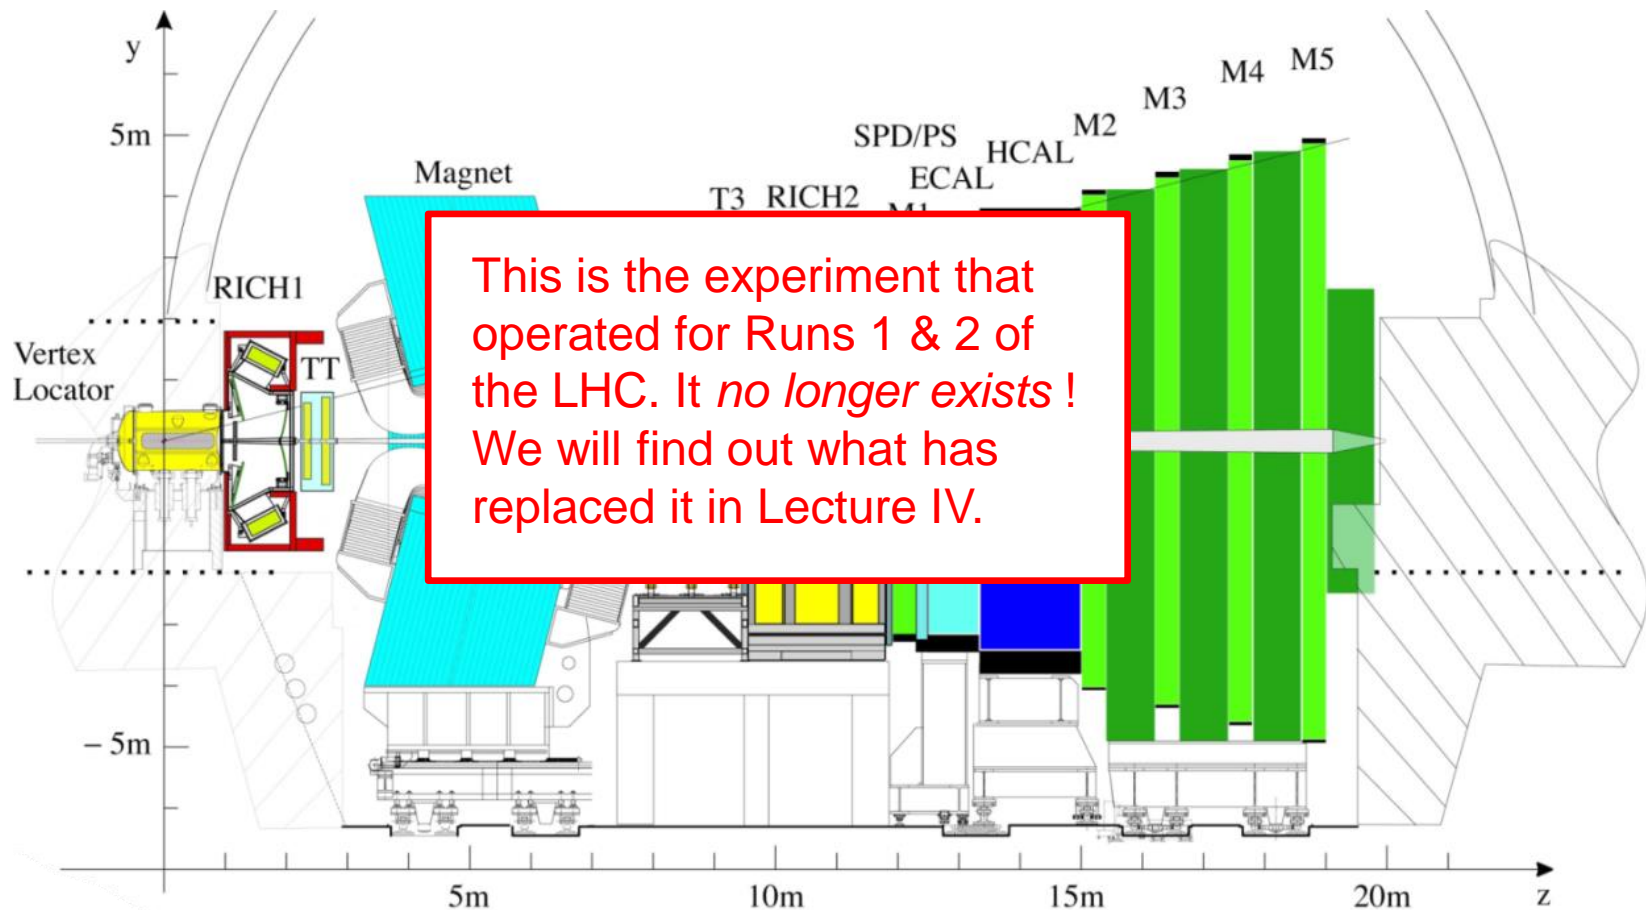 y
5m
Magnet
SPD/PS
ECAL
HCAL
M2
M3
M4
M5
T3 RICH2
M1
RICH1
Vertex
Locator
TT
This is the experiment that
operated for Runs 1 & 2 of
the LHC. It no longer exists !
We will find out what has
replaced it in Lecture IV.
− 5m
5m
10m
15m
20m
z